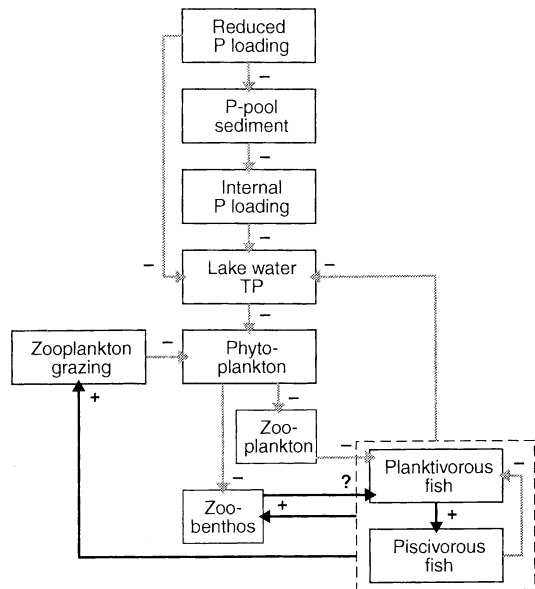 Reduced
P loading
–
P-pool
sediment
–
Internal
P loading
–
–
Lake water
TP
–
–
Zooplankton
grazing
–
Phyto-
plankton
+
–
Zoo-
plankton
–
Planktivorous
fish
–
–
?
Zoo-
benthos
+
+
Piscivorous
fish